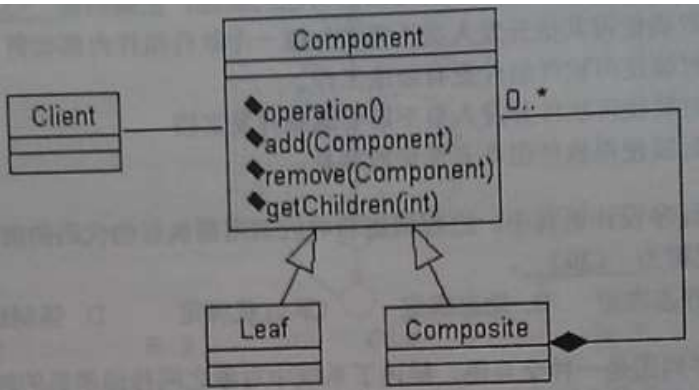 Component
Client
operation()
add(Component)
remove(Component)
getChildren(int)
0..*
Leaf
Composite